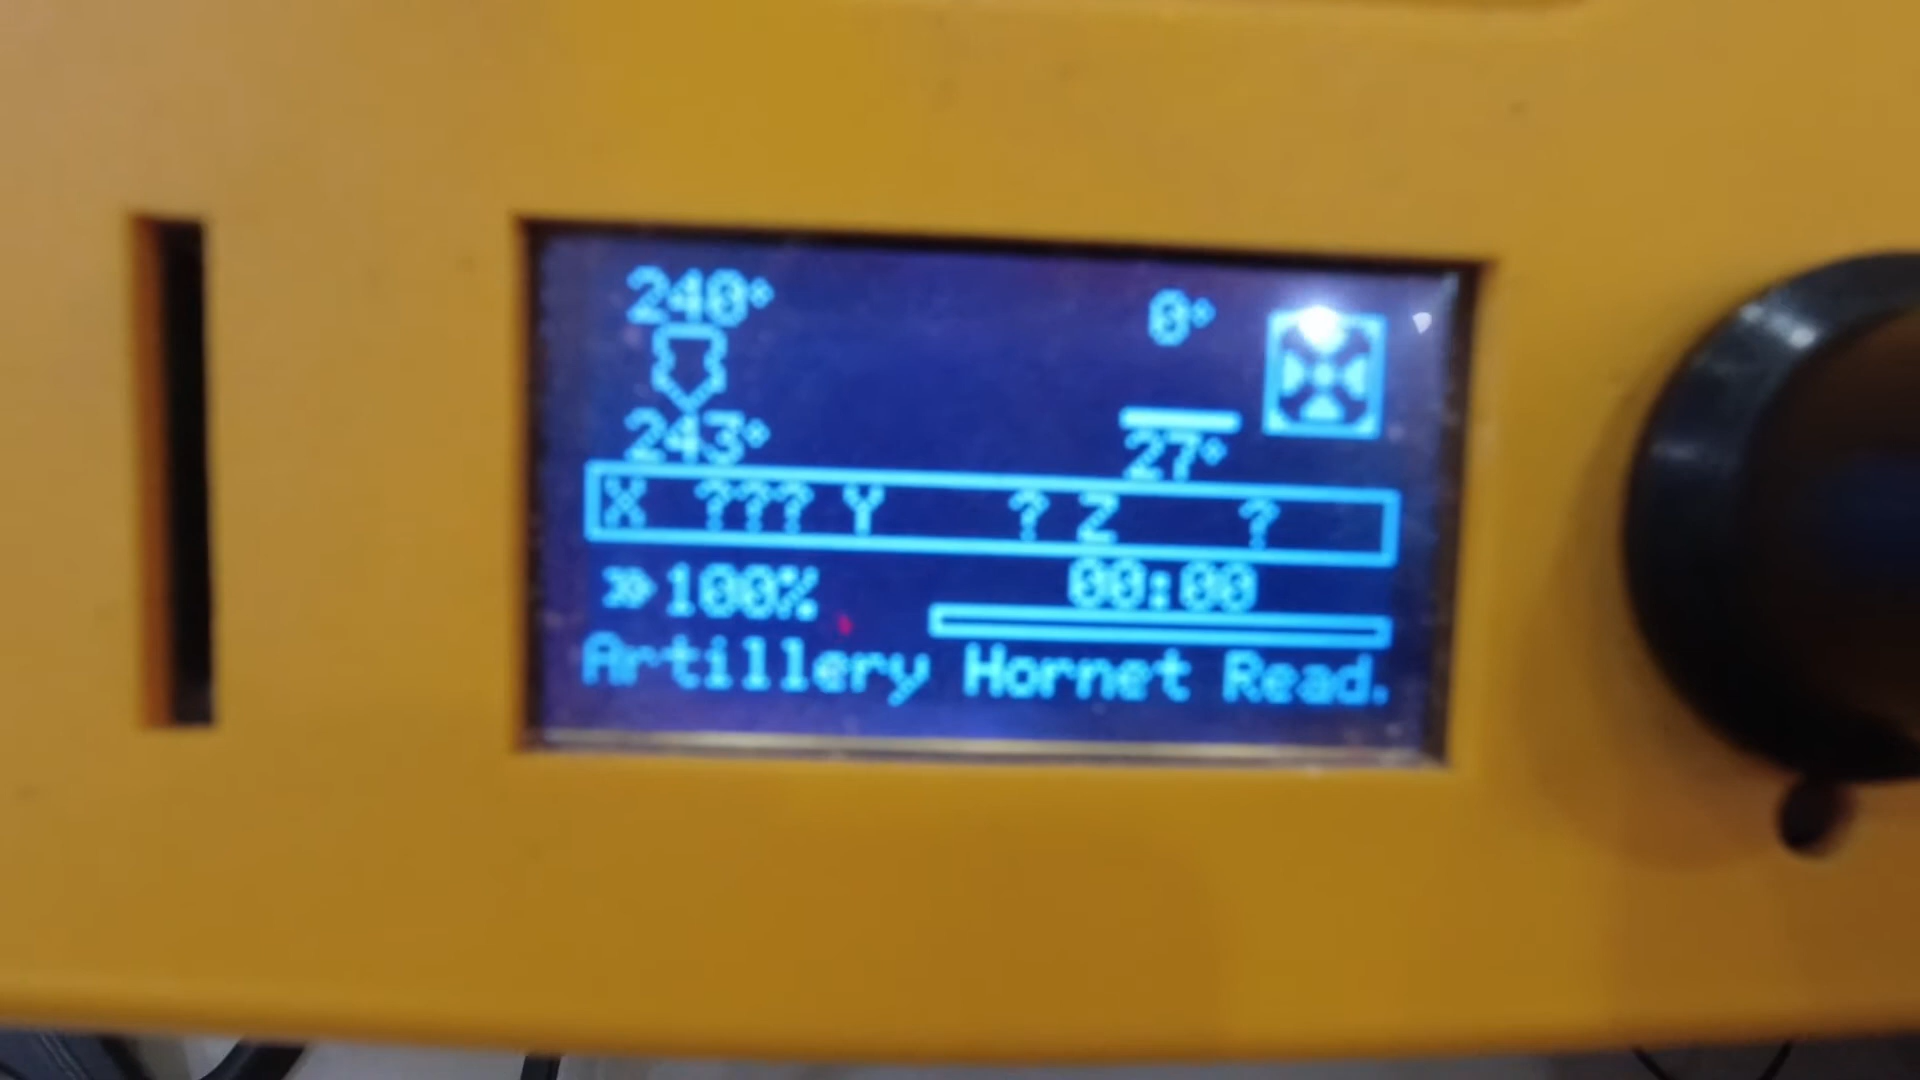 240° 0°
243° 27°
X ??? Y ? Z ?
»100% 00:00
Artillery Hornet Read.